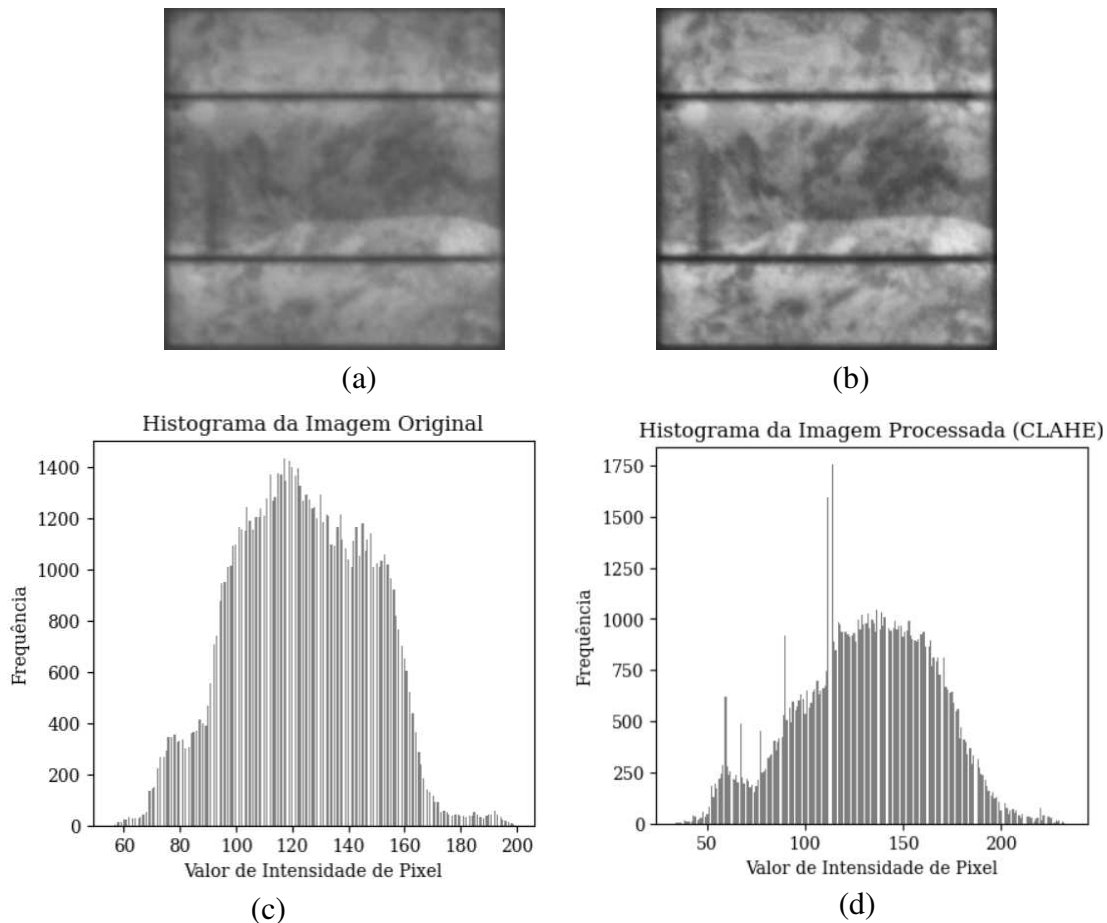 (a)
(b)
Histograma da Imagem Original
1400
1200
1000
800
600
400
200
0
Frequência
60 80 100 120 140 160 180 200
Valor de Intensidade de Pixel
(c)
Histograma da Imagem Processada (CLAHE)
1750
1500
1250
1000
750
500
250
0
Frequência
50 100 150 200
Valor de Intensidade de Pixel
(d)